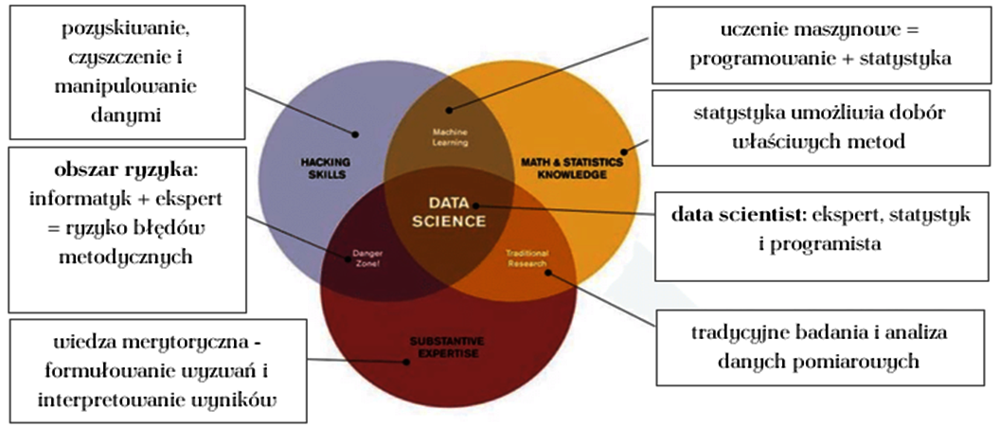 pozyskiwanie,
czyszczenie i
manipulowanie
danymi
obszar ryzyka:
informatyk + ekspert
= ryzyko błędów
metodycznych
wiedza merytoryczna -
formułowanie wyzwań i
interpretowanie wyników
HACKING
SKILLS
Machine
Learning
MATH & STATISTICS
KNOWLEDGE
DATA
SCIENCE
Danger
Zone!
Traditional
Research
SUBSTANTIVE
EXPERTISE
uczenie maszynowe =
programowanie + statystyka
statystyka umożliwia dobór
właściwych metod
data scientist: ekspert, statystyk
i programista
tradycyjne badania i analiza
danych pomiarowych